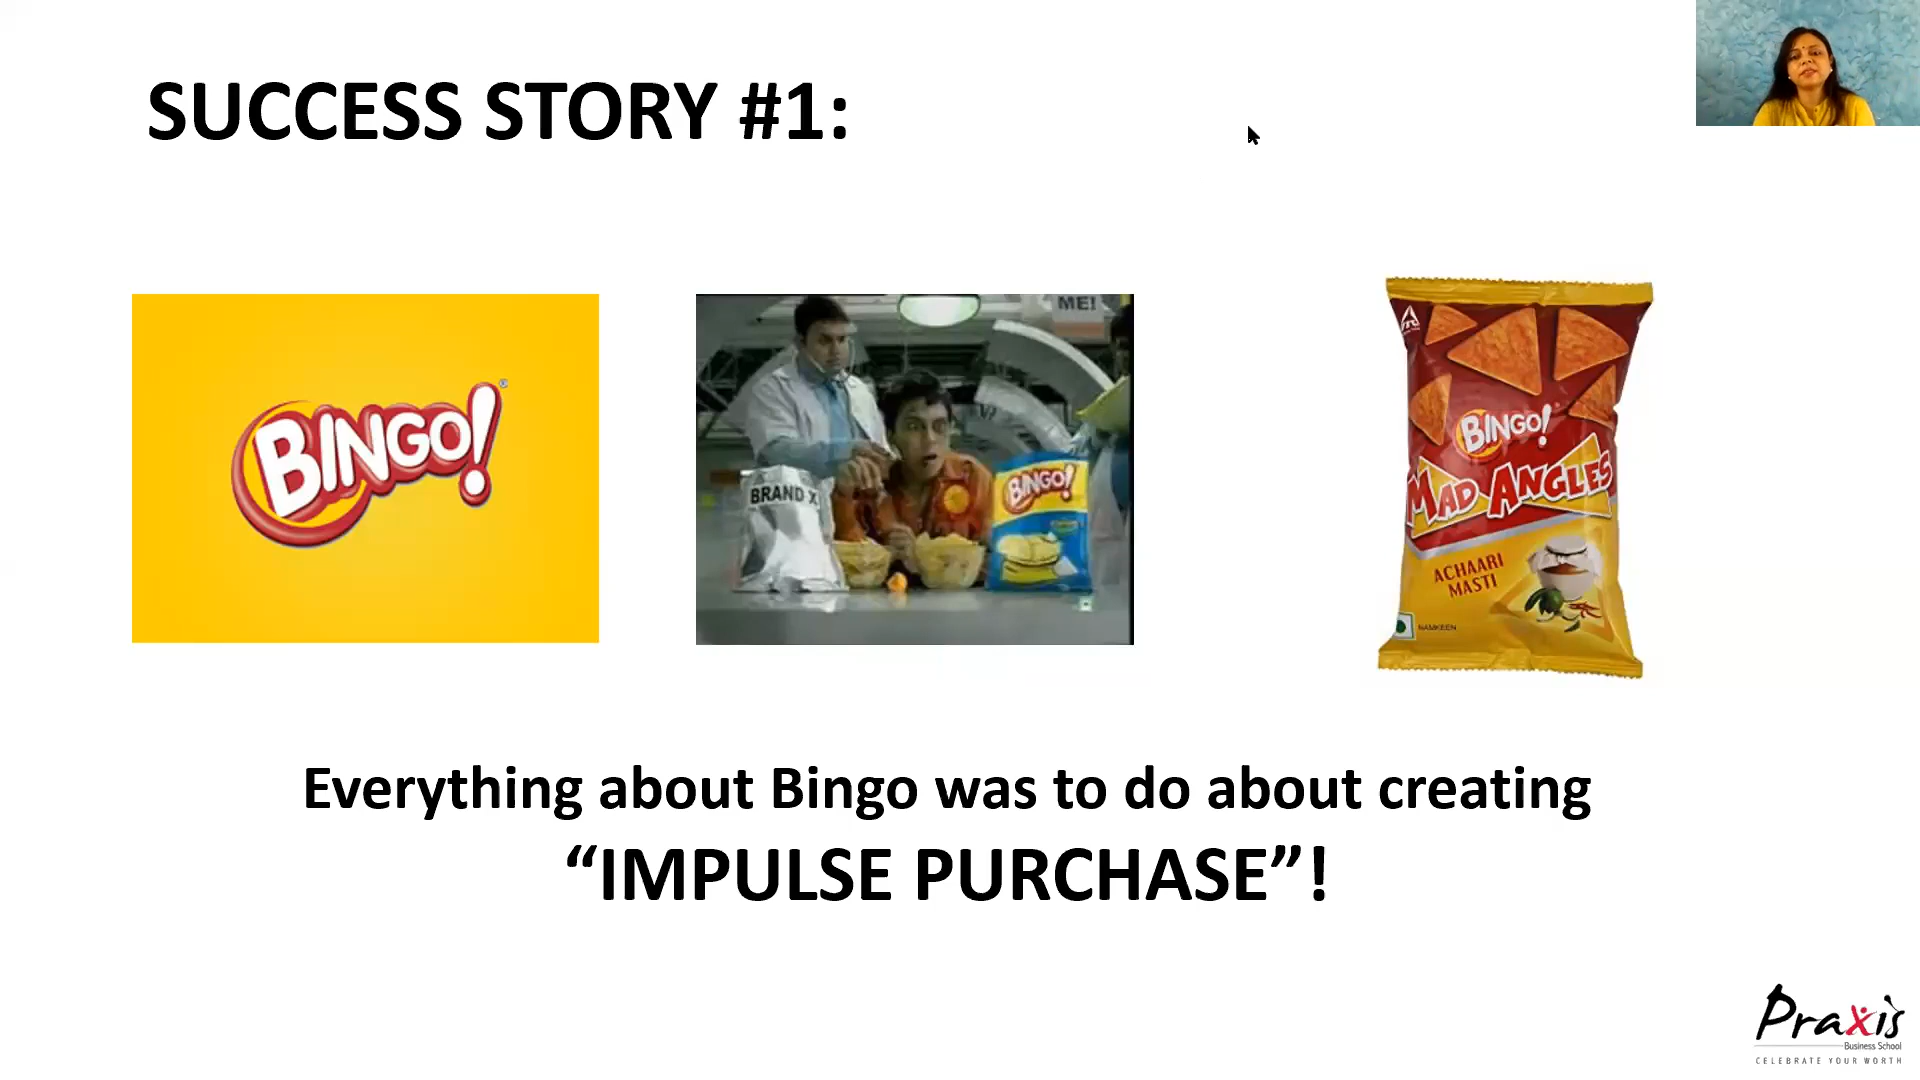 SUCCESS STORY #1:
BINGO!
®
ME!
BRAND X
BINGO!
BINGO!
MAD ANGLES
ACHAARI
MASTI
NAMKEEN
Everything about Bingo was to do about creating
“IMPULSE PURCHASE”!
Praxis
Business School
CELEBRATE YOUR WORTH